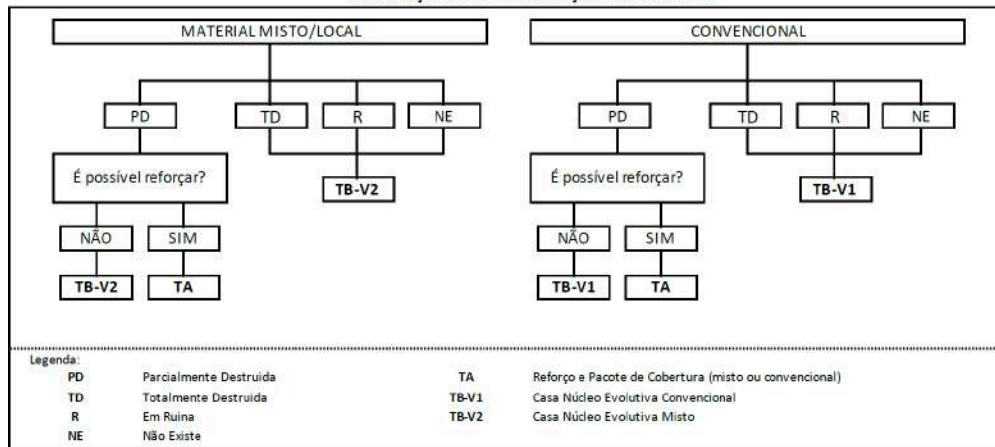 MATERIAL MISTO/LOCAL
CONVENCIONAL
PD
TD
R
NE
PD
TD
R
NE
É possível reforçar?
TB-V2
É possível reforçar?
TB-V1
NÃO
SIM
NÃO
SIM
TB-V2
TA
TB-V1
TA
Legenda:
PD Parcialmente Destruida TA Reforço e Pacote de Cobertura (misto ou convencional)
TD Totalmente Destruida TB-V1 Casa Núcleo Evolutiva Convencional
R Em Ruina TB-V2 Casa Núcleo Evolutiva Misto
NE Não Existe